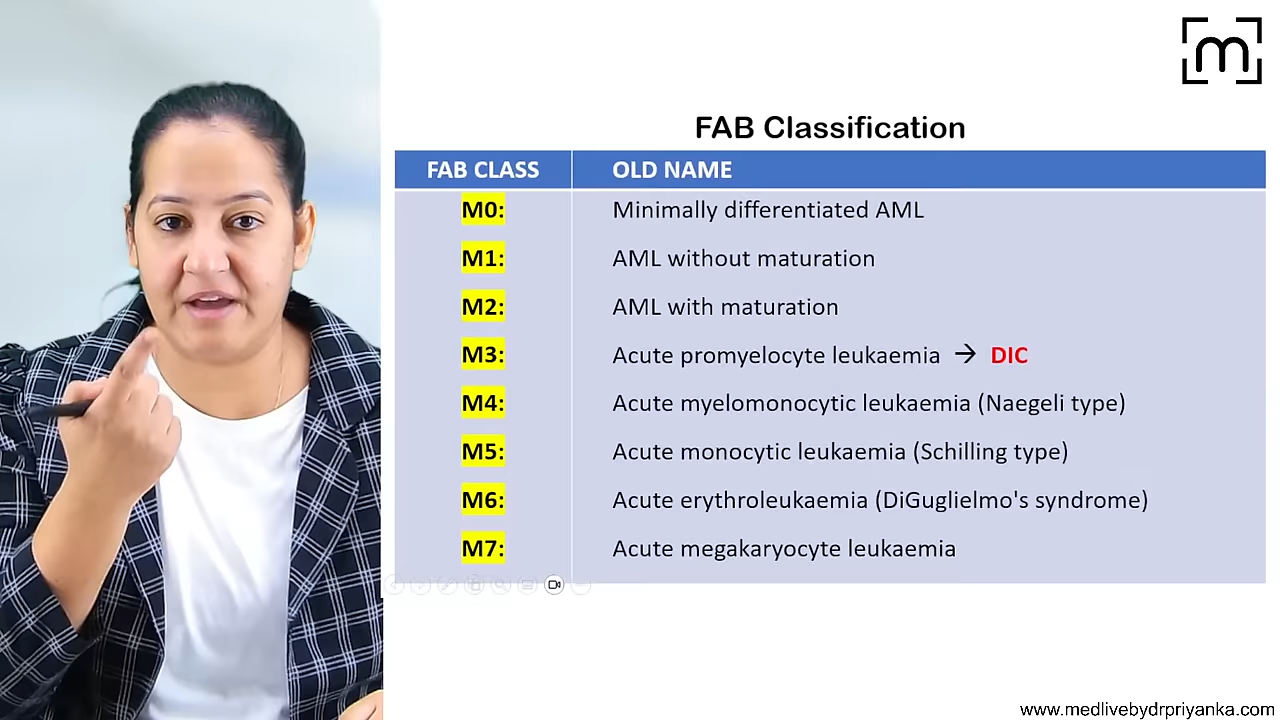 m
FAB Classification
FAB CLASS OLD NAME
M0: Minimally differentiated AML
M1: AML without maturation
M2: AML with maturation
M3: Acute promyelocyte leukaemia → DIC
M4: Acute myelomonocytic leukaemia (Naegeli type)
M5: Acute monocytic leukaemia (Schilling type)
M6: Acute erythroleukaemia (DiGuglielmo's syndrome)
M7: Acute megakaryocyte leukaemia
www.medlivebydrpriyanka.com